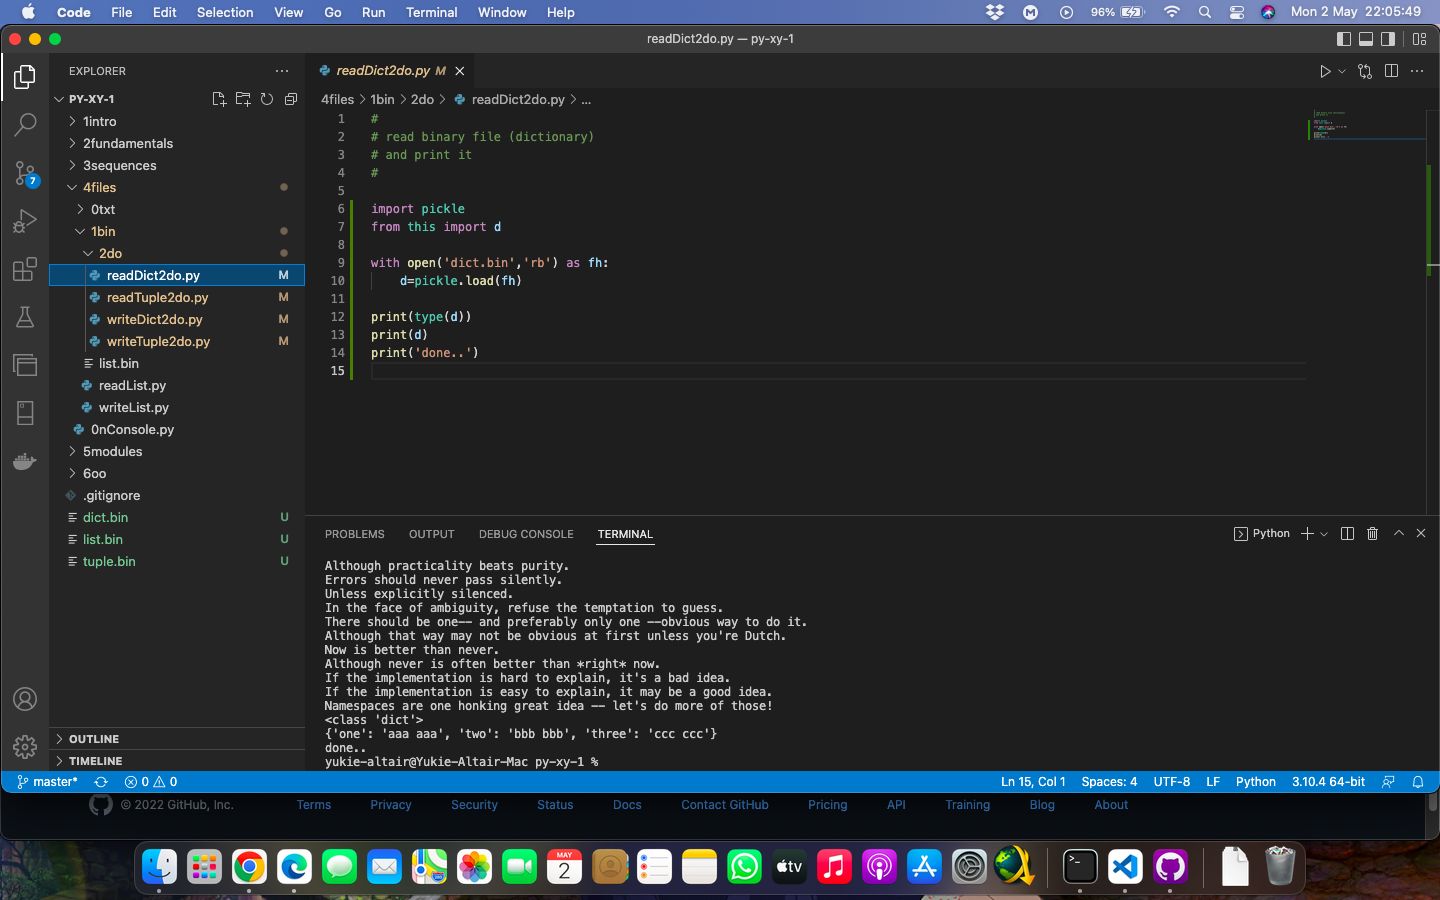 Code File Edit Selection View Go Run Terminal Window Help 96% Mon 2 May 22:05:49
readDict2do.py — py-xy-1
EXPLORER
PY-XY-1
1intro
2fundamentals
3sequences
4files
0txt
1bin
2do
readDict2do.py M
readTuple2do.py M
writeDict2do.py M
writeTuple2do.py M
list.bin
readList.py
writeList.py
0nConsole.py
5modules
6oo
.gitignore
dict.bin U
list.bin U
tuple.bin U
OUTLINE
TIMELINE
7
readDict2do.py M
4files > 1bin > 2do > readDict2do.py > ...
1 #
2 # read binary file (dictionary)
3 # and print it
4 #
5
6 import pickle
7 from this import d
8
9 with open('dict.bin','rb') as fh:
10 d=pickle.load(fh)
11
12 print(type(d))
13 print(d)
14 print('done..')
15
PROBLEMS OUTPUT DEBUG CONSOLE TERMINAL Python
Although practicality beats purity.
Errors should never pass silently.
Unless explicitly silenced.
In the face of ambiguity, refuse the temptation to guess.
There should be one-- and preferably only one --obvious way to do it.
Although that way may not be obvious at first unless you're Dutch.
Now is better than never.
Although never is often better than *right* now.
If the implementation is hard to explain, it's a bad idea.
If the implementation is easy to explain, it may be a good idea.
Namespaces are one honking great idea -- let's do more of those!
<class 'dict'>
{'one': 'aaa aaa', 'two': 'bbb bbb', 'three': 'ccc ccc'}
done..
yukie-altair@Yukie-Altair-Mac py-xy-1 %
master* 0 0 Ln 15, Col 1 Spaces: 4 UTF-8 LF Python 3.10.4 64-bit
© 2022 GitHub, Inc. Terms Privacy Security Status Docs Contact GitHub Pricing API Training Blog About
MAY
2
tv